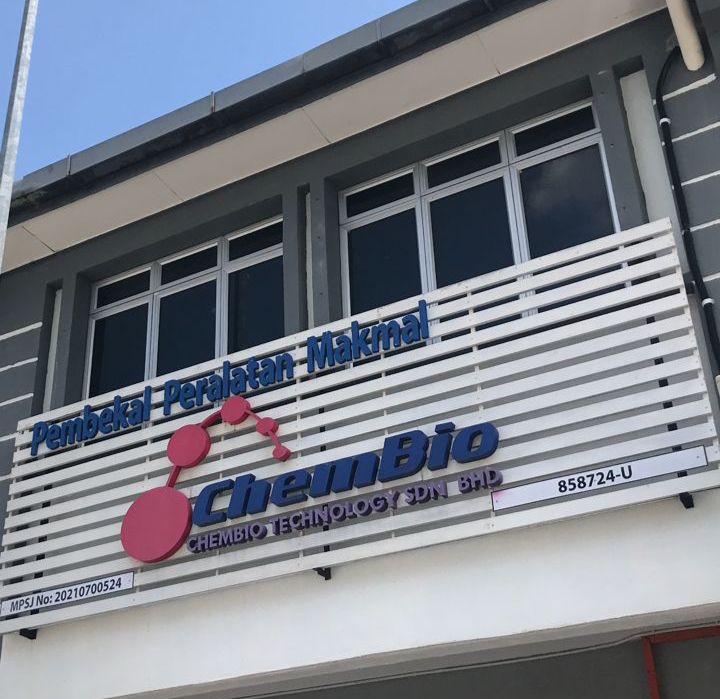 Pembekal Peralatan Makmal
ChemBio
CHEMBIO TECHNOLOGY SDN BHD
858724-U
MPSJ No: 20210700524